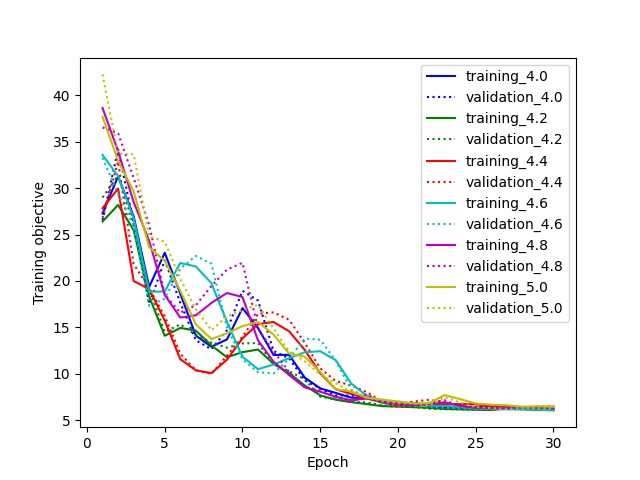 40
35
30
25
20
15
10
5
Training objective
0
5
10
15
20
25
30
Epoch
training_4.0
validation_4.0
training_4.2
validation_4.2
training_4.4
validation_4.4
training_4.6
validation_4.6
training_4.8
validation_4.8
training_5.0
validation_5.0